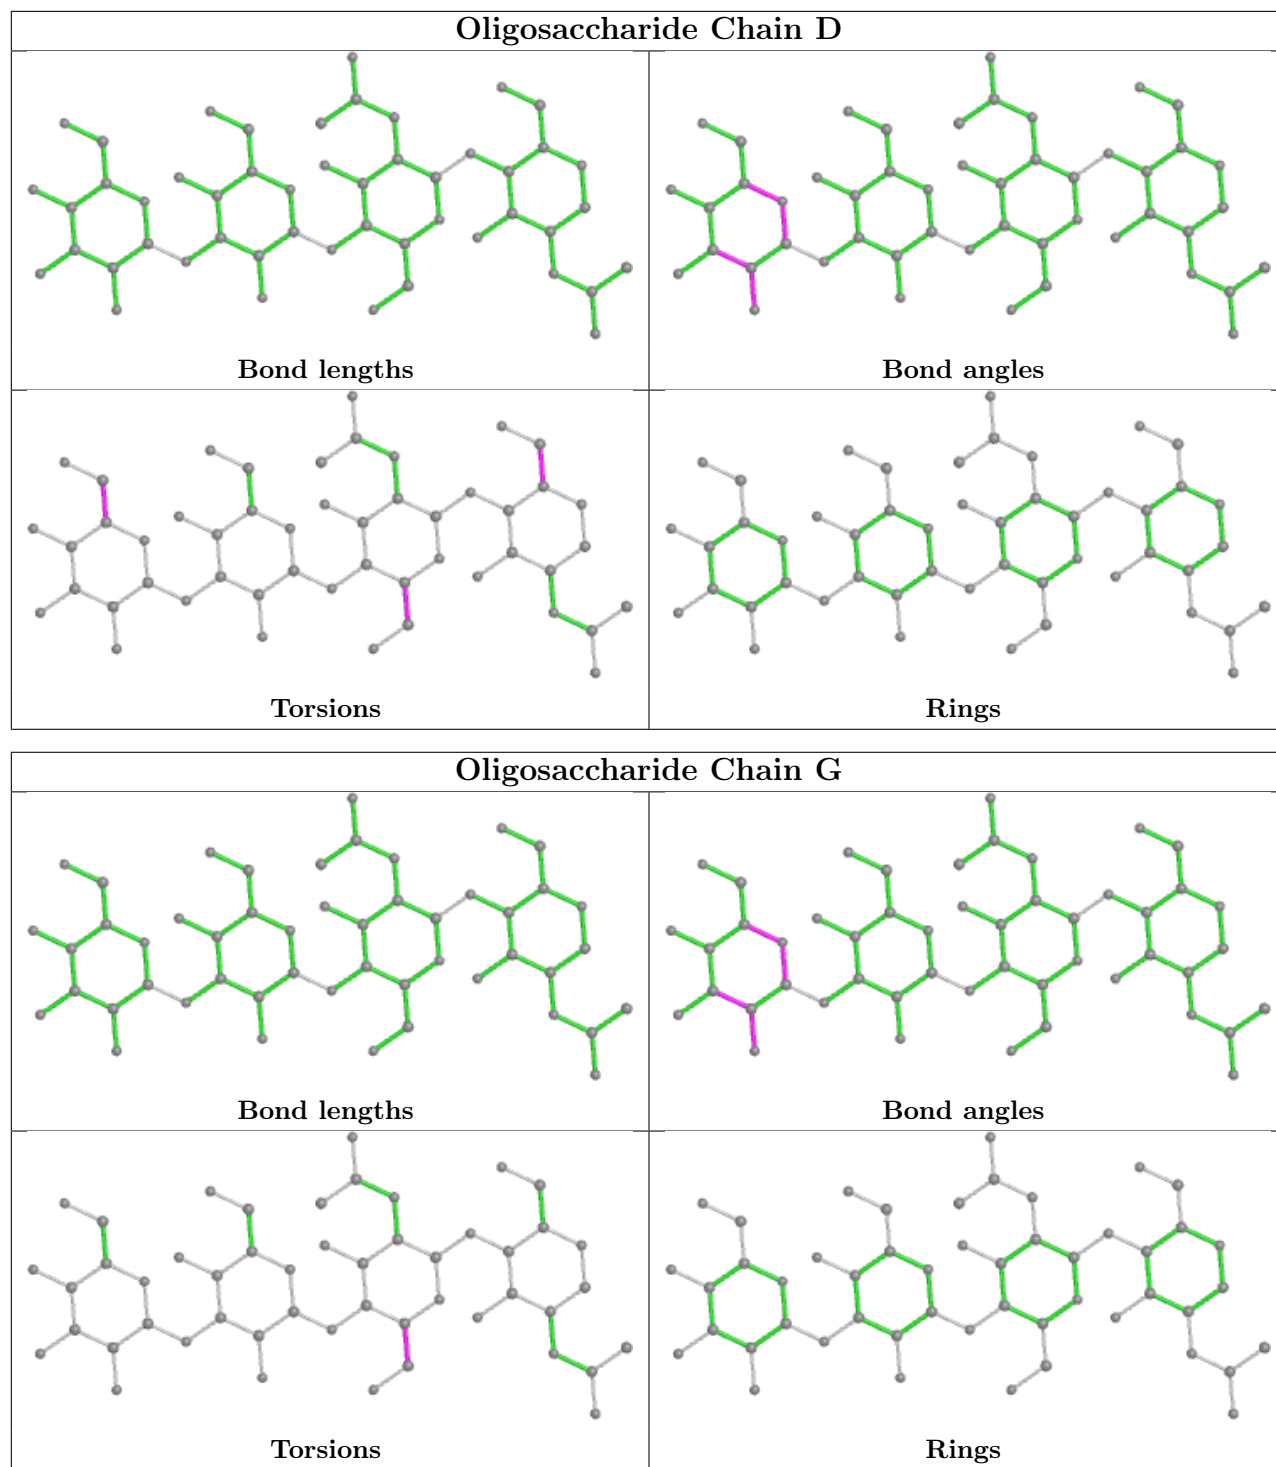 Oligosaccharide Chain D
Bond lengths
Bond angles
Torsions
Rings
Oligosaccharide Chain G
Bond lengths
Bond angles
Torsions
Rings